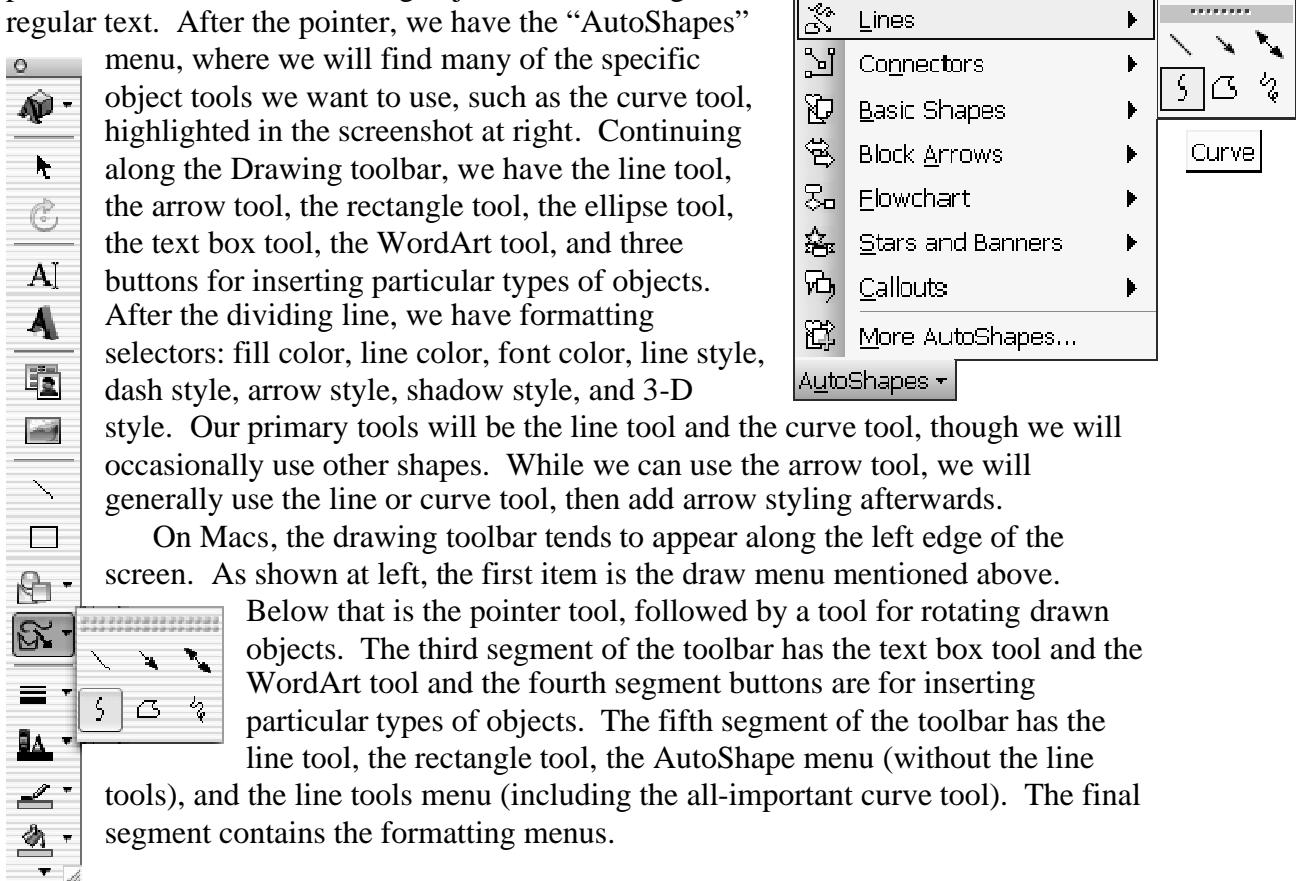 regular text.  After the pointer, we have the “AutoShapes”
menu, where we will find many of the specific
object tools we want to use, such as the curve tool,
highlighted in the screenshot at right.  Continuing
along the Drawing toolbar, we have the line tool,
the arrow tool, the rectangle tool, the ellipse tool,
the text box tool, the WordArt tool, and three
buttons for inserting particular types of objects.
After the dividing line, we have formatting
selectors: fill color, line color, font color, line style,
dash style, arrow style, shadow style, and 3-D
style.  Our primary tools will be the line tool and the curve tool, though we will
occasionally use other shapes.  While we can use the arrow tool, we will
generally use the line or curve tool, then add arrow styling afterwards.
On Macs, the drawing toolbar tends to appear along the left edge of the
screen.  As shown at left, the first item is the draw menu mentioned above.
Below that is the pointer tool, followed by a tool for rotating drawn
objects.  The third segment of the toolbar has the text box tool and the
WordArt tool and the fourth segment buttons are for inserting
particular types of objects.  The fifth segment of the toolbar has the
line tool, the rectangle tool, the AutoShape menu (without the line
tools), and the line tools menu (including the all-important curve tool).  The final
segment contains the formatting menus.
Lines
Connectors
Basic Shapes
Block Arrows
Flowchart
Stars and Banners
Callouts
More AutoShapes...
AutoShapes
Curve